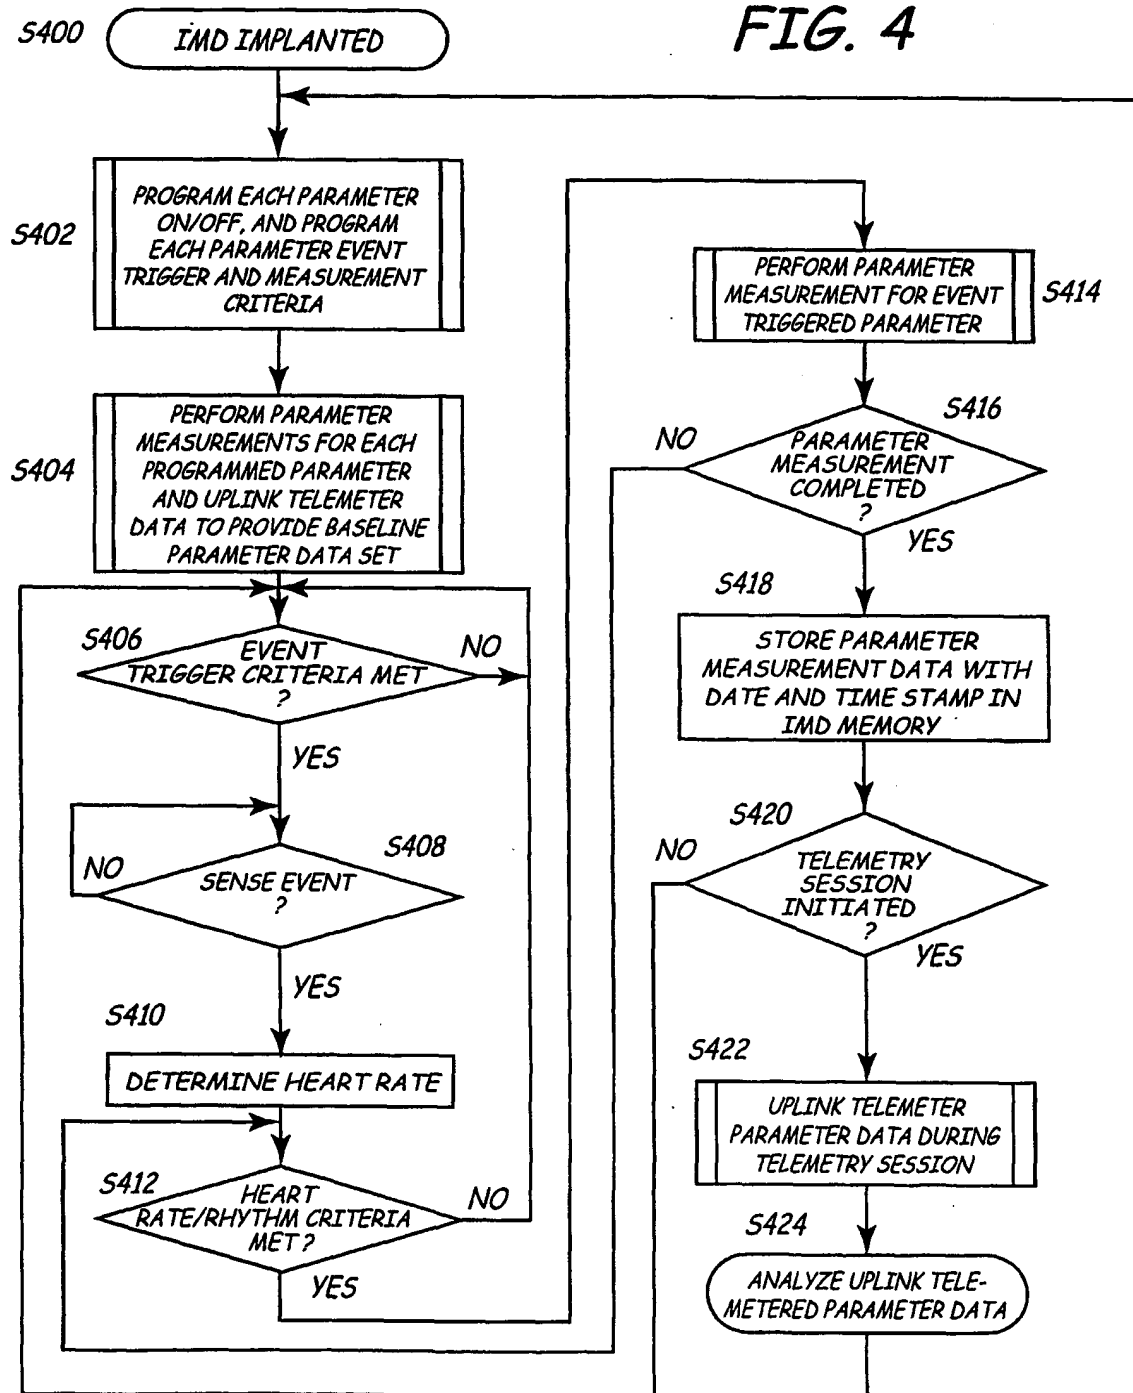 FIG. 4
S400
IMD IMPLANTED
S402
PROGRAM EACH PARAMETER
ON/OFF, AND PROGRAM
EACH PARAMETER EVENT
TRIGGER AND MEASUREMENT
CRITERIA
S404
PERFORM PARAMETER
MEASUREMENTS FOR EACH
PROGRAMMED PARAMETER
AND UPLINK TELEMETER
DATA TO PROVIDE BASELINE
PARAMETER DATA SET
S406
EVENT
TRIGGER CRITERIA MET
?
NO
YES
S408
SENSE EVENT
?
NO
YES
S410
DETERMINE HEART RATE
S412
HEART
RATE/RHYTHM CRITERIA
MET?
NO
YES
PERFORM PARAMETER
MEASUREMENT FOR EVENT
TRIGGERED PARAMETER
S414
S416
PARAMETER
MEASUREMENT
COMPLETED
?
NO
YES
S418
STORE PARAMETER
MEASUREMENT DATA WITH
DATE AND TIME STAMP IN
IMD MEMORY
S420
TELEMETRY
SESSION
INITIATED
?
NO
YES
S422
UPLINK TELEMETER
PARAMETER DATA DURING
TELEMETRY SESSION
S424
ANALYZE UPLINK TELE-
METERED PARAMETER DATA